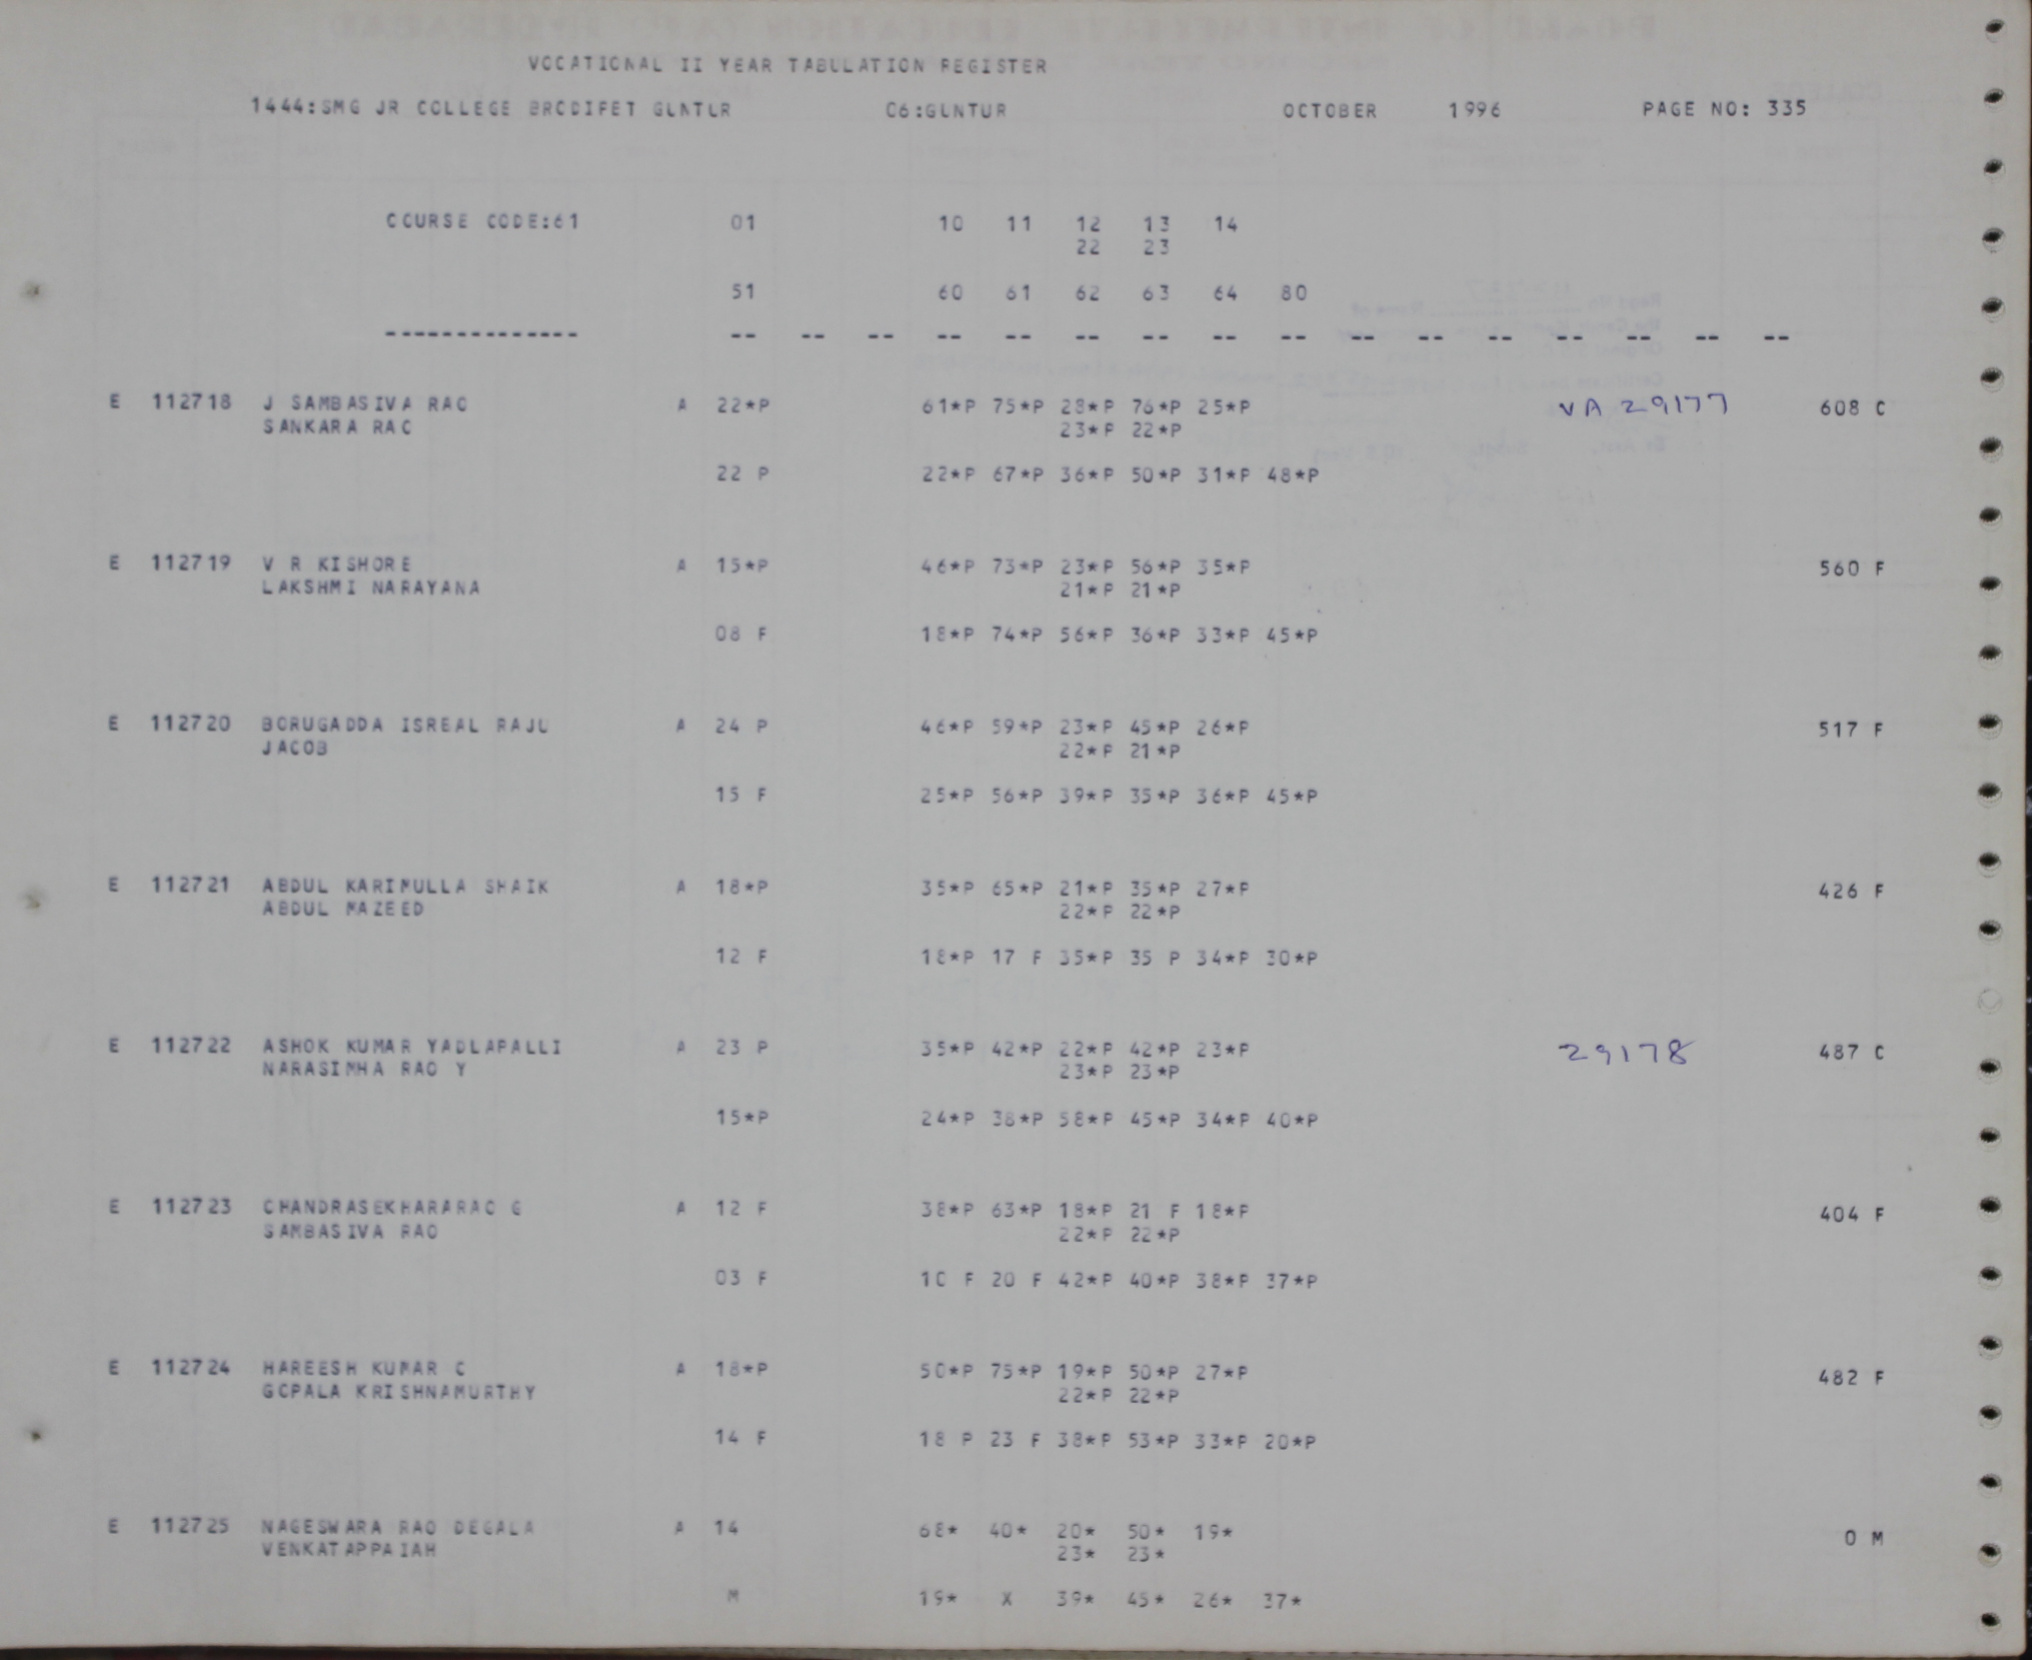 VOCATIONAL II YEAR TABULATION REGISTER
1444:SMG JR COLLEGE BRODIPET GUNTUR C6:GUNTUR OCTOBER 1996 PAGE NO: 335
COURSE CODE:61 01 10 11 12 13 14
22 23
51 60 61 62 63 64 80
-------------- -- -- -- -- -- -- -- -- -- -- -- -- -- -- -- --
E 112718 J SAMBASIVA RAO A 22*P 61*P 75*P 28*P 76*P 25*P VA 29177 608 C
SANKARA RAO 23*P 22*P
22 P 22*P 67*P 36*P 50*P 31*P 48*P
E 112719 V R KISHORE A 15*P 46*P 73*P 23*P 56*P 35*P 560 F
LAKSHMI NARAYANA 21*P 21*P
08 F 18*P 74*P 56*P 36*P 33*P 45*P
E 112720 BORUGADDA ISREAL RAJU A 24 P 46*P 59*P 23*P 45*P 26*P 517 F
JACOB 22*P 21*P
15 F 25*P 56*P 39*P 35*P 36*P 45*P
E 112721 ABDUL KARIMULLA SHAIK A 18*P 35*P 65*P 21*P 35*P 27*P 426 F
ABDUL MAZEED 22*P 22*P
12 F 18*P 17 F 35*P 35 P 34*P 30*P
E 112722 ASHOK KUMAR YADLAPALLI A 23 P 35*P 42*P 22*P 42*P 23*P 29178 487 C
NARASIMHA RAO Y 23*P 23*P
15*P 24*P 38*P 58*P 45*P 34*P 40*P
E 112723 CHANDRASEKHARARAO G A 12 F 38*P 63*P 18*P 21 F 18*P 404 F
SAMBASIVA RAO 22*P 22*P
03 F 10 F 20 F 42*P 40*P 38*P 37*P
E 112724 HAREESH KUMAR C A 18*P 50*P 75*P 19*P 50*P 27*P 482 F
GOPALA KRISHNAMURTHY 22*P 22*P
14 F 18 P 23 F 38*P 53*P 33*P 20*P
E 112725 NAGESWARA RAO DEGALA A 14 68* 40* 20* 50* 19* 0 M
VENKATAPPAIAH 23* 23*
M 19* X 39* 45* 26* 37*